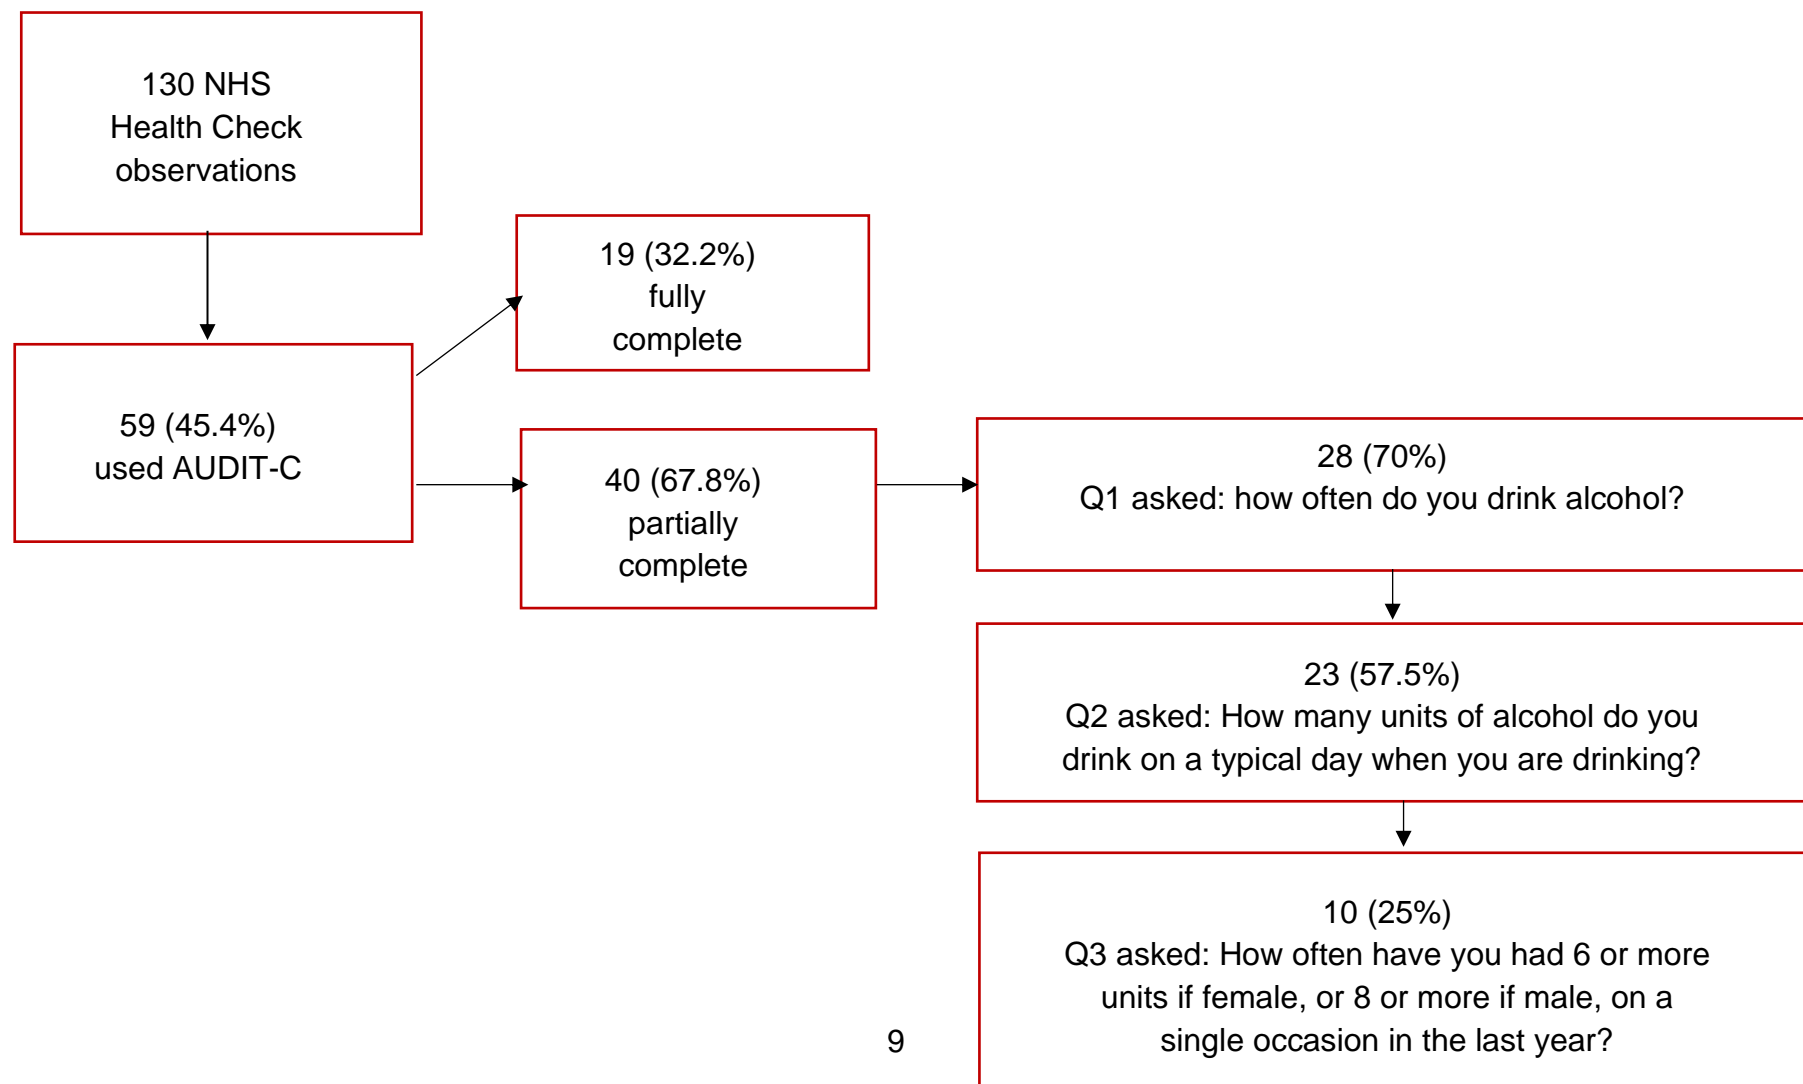 130 NHS
Health Check
observations
19 (32.2%)
fully
complete
59 (45.4%)
used AUDIT-C
40 (67.8%)
partially
complete
28 (70%)
Q1 asked: how often do you drink alcohol?
23 (57.5%)
Q2 asked: How many units of alcohol do you
drink on a typical day when you are drinking?
10 (25%)
Q3 asked: How often have you had 6 or more
units if female, or 8 or more if male, on a
single occasion in the last year?
9